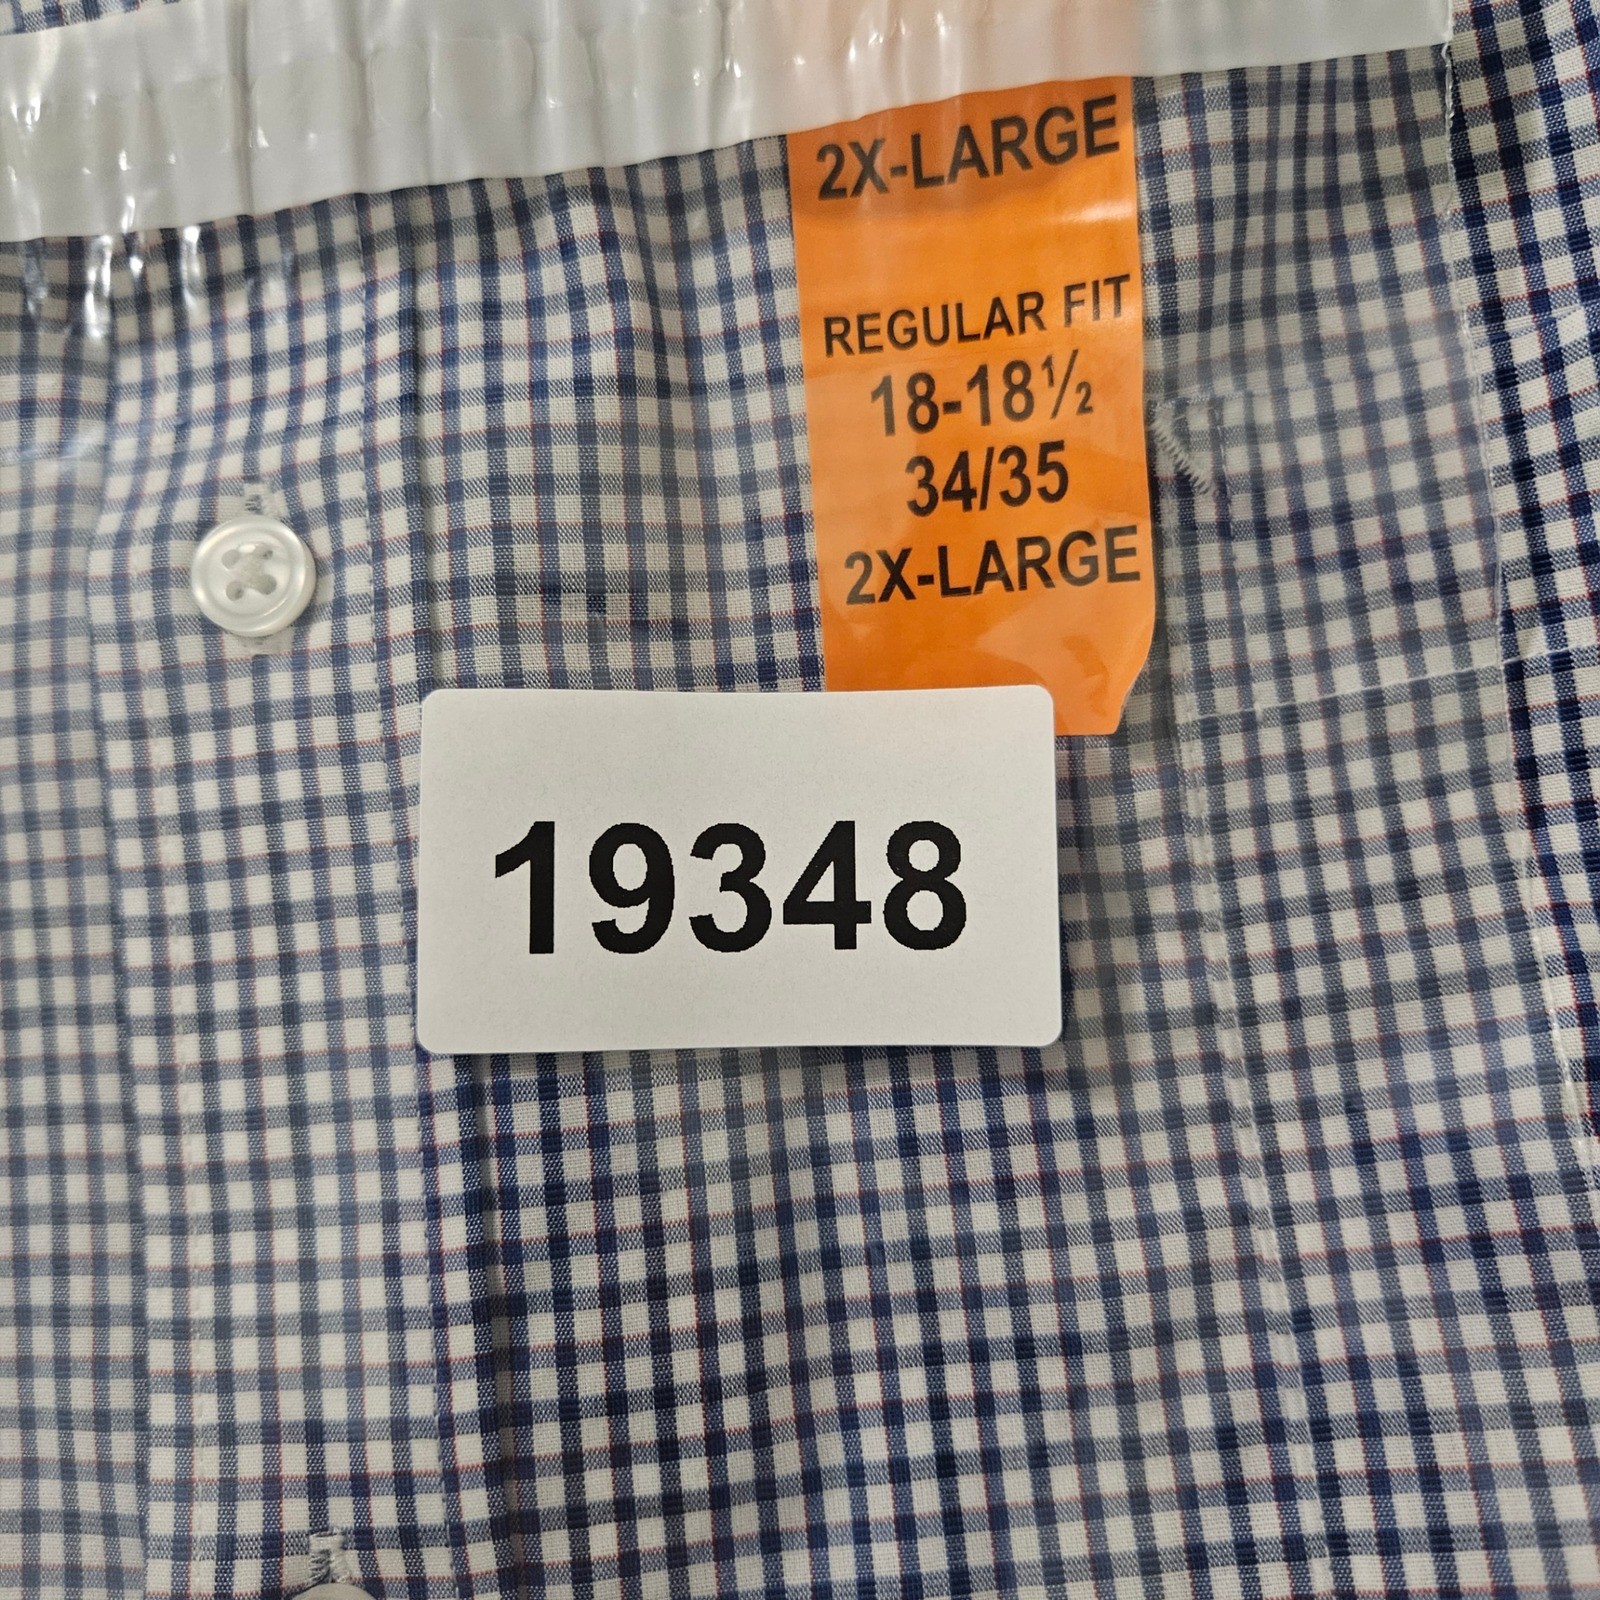 2X-LARGE
REGULAR FIT
18-18½
34/35
2X-LARGE
19348